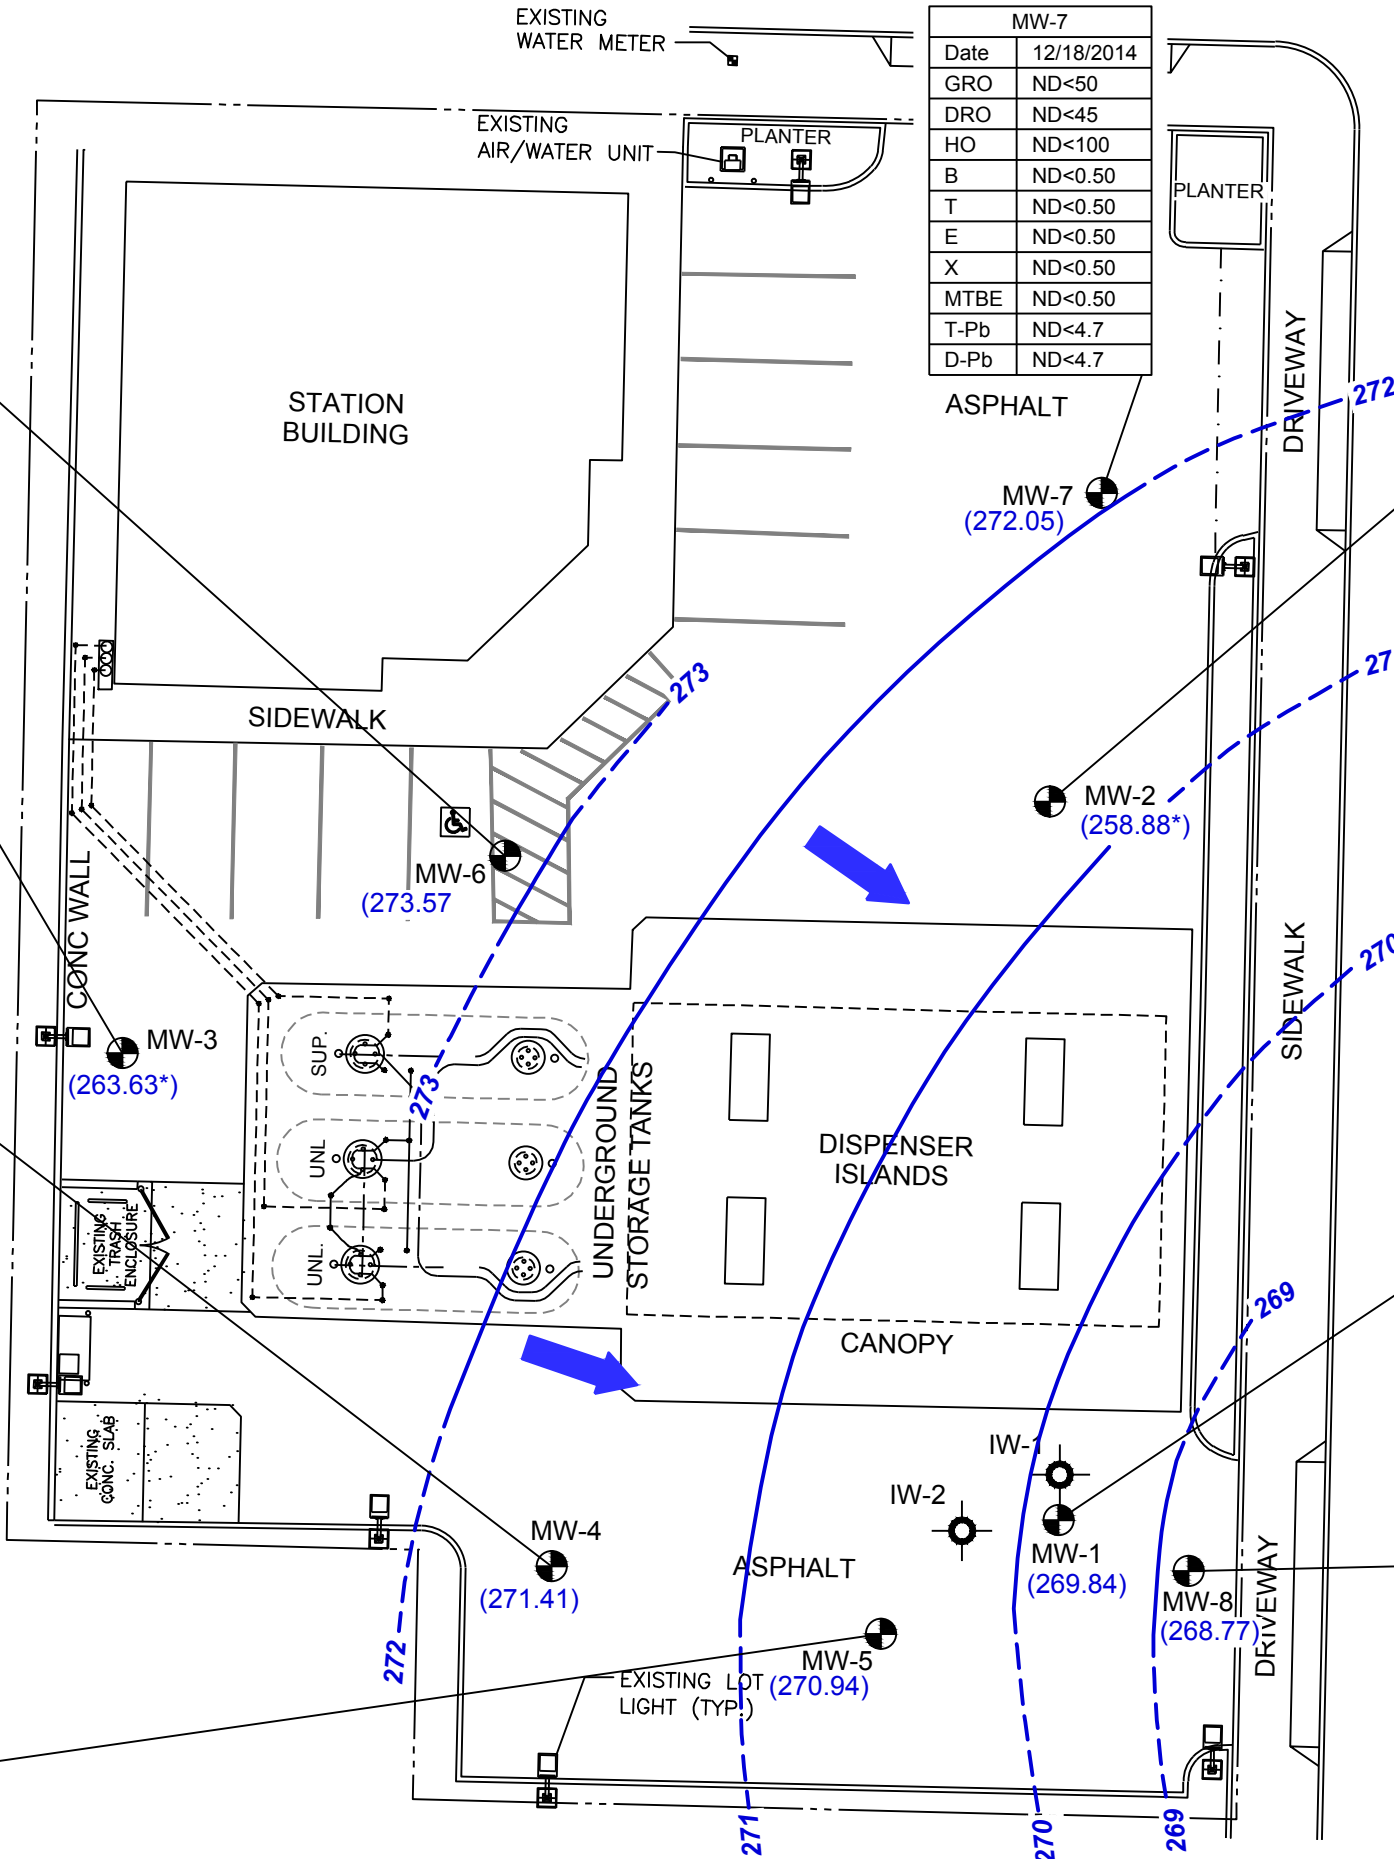 EXISTING
WATER METER
MW-7
Date 12/18/2014
GRO ND<50
DRO ND<45
HO ND<100
B ND<0.50
T ND<0.50
E ND<0.50
X ND<0.50
MTBE ND<0.50
T-Pb ND<4.7
D-Pb ND<4.7
EXISTING
AIR/WATER UNIT
PLANTER
PLANTER
STATION
BUILDING
ASPHALT
DRIVEWAY
272
MW-7
(272.05)
273
27
SIDEWALK
MW-2
(258.88*)
MW-6
(273.57
CONC WALL
SIDEWALK
270
MW-3
(263.63*)
SUP.
UNL
UNL.
273
UNDERGROUND
STORAGE TANKS
DISPENSER
ISLANDS
EXISTING
TRASH
ENCLOSURE
269
CANOPY
EXISTING
CONC. SLAB
IW-1
IW-2
MW-4
(271.41)
ASPHALT
MW-1
(269.84)
MW-8
(268.77)
DRIVEWAY
272
MW-5
(270.94)
EXISTING LOT
LIGHT (TYP.)
271
270
269